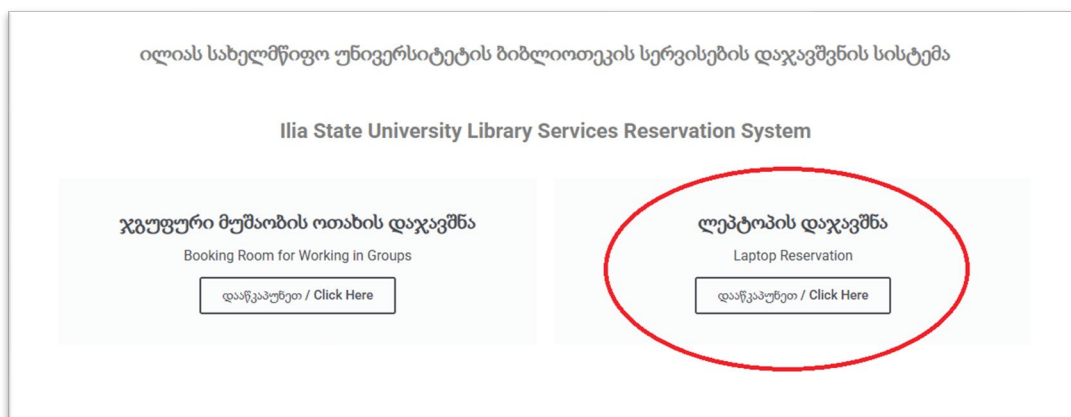 ილიას სახელმწიფო უნივერსიტეტის ბიბლიოთეკის სერვისების დაჯავშვნის სისტემა
Ilia State University Library Services Reservation System
ჯგუფური მუშაობის ოთახის დაჯავშნა
Booking Room for Working in Groups
დააწკაპუნეთ / Click Here
ლეპტოპის დაჯავშნა
Laptop Reservation
დააწკაპუნეთ / Click Here